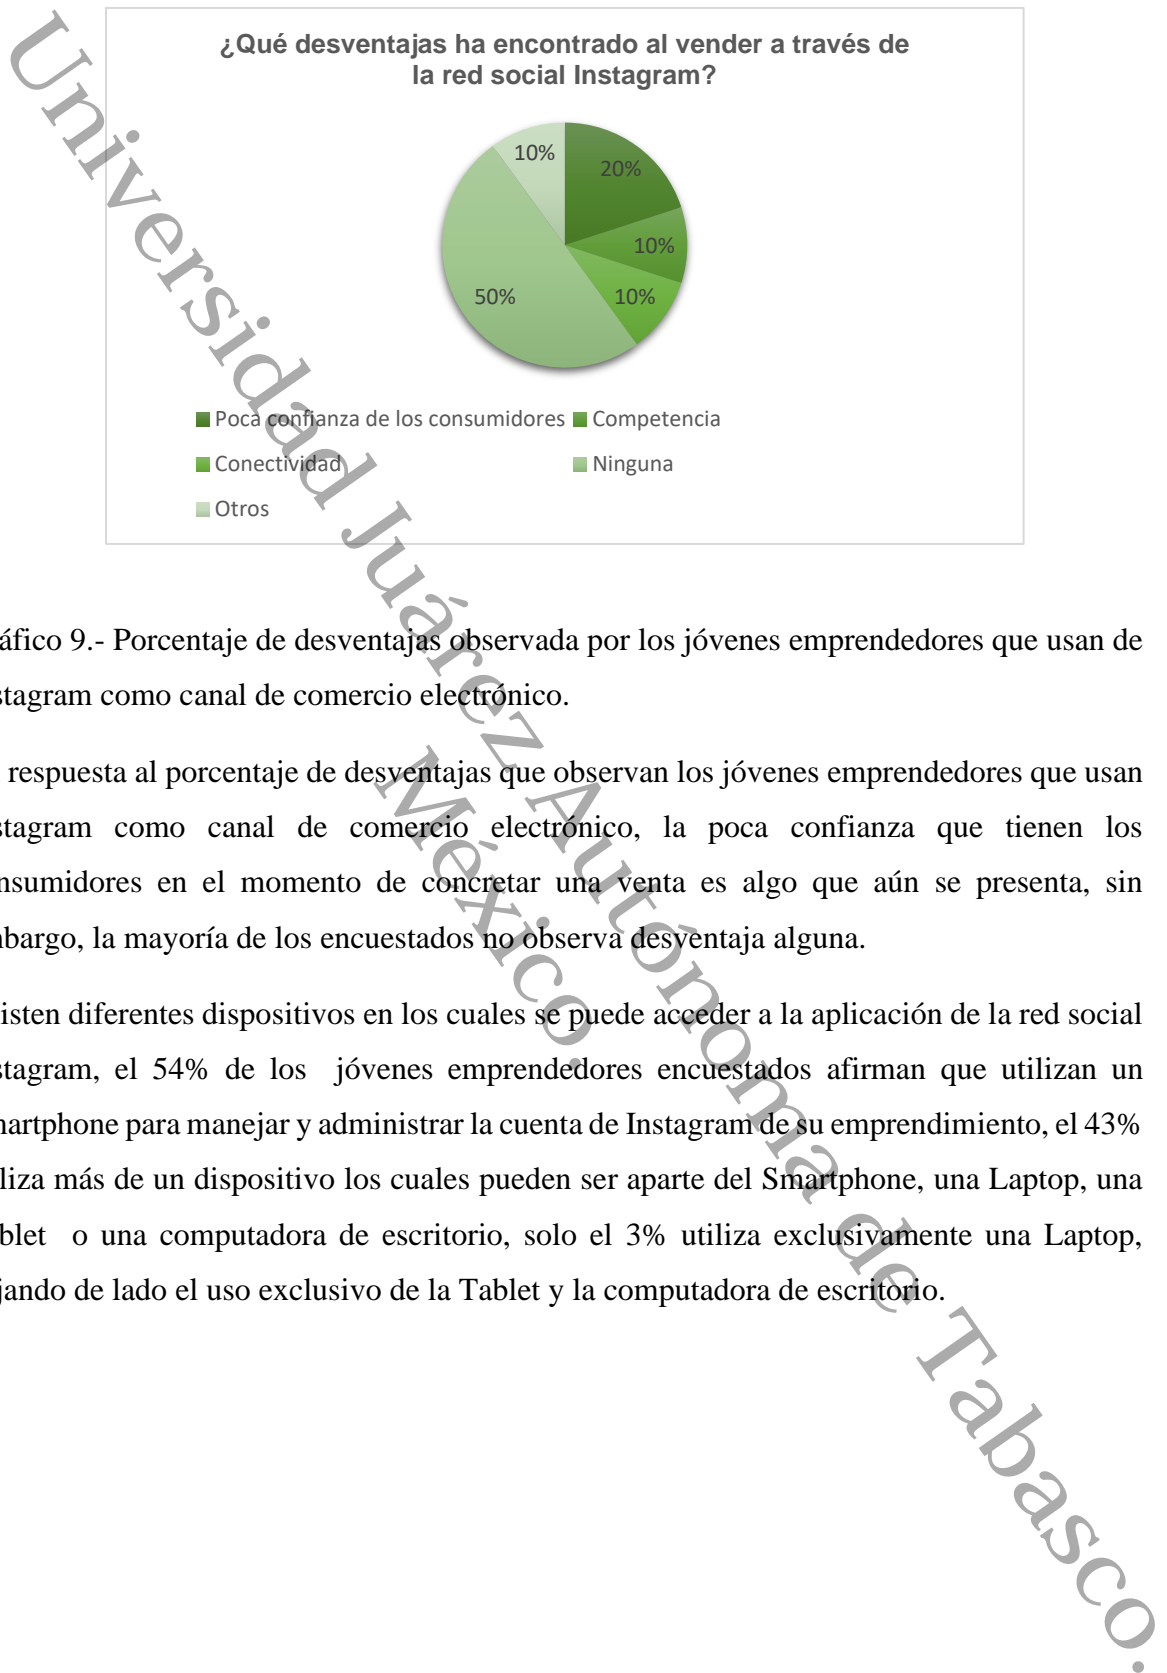 ¿Qué desventajas ha encontrado al vender a través de
la red social Instagram?
10%
20%
10%
50%
10%
Poca confianza de los consumidores Competencia
Conectividad Ninguna
Otros
áfico 9.- Porcentaje de desventajas observada por los jóvenes emprendedores que usan de
stagram como canal de comercio electrónico.
respuesta al porcentaje de desventajas que observan los jóvenes emprendedores que usan
stagram como canal de comercio electrónico, la poca confianza que tienen los
nsumidores en el momento de concretar una venta es algo que aún se presenta, sin
nbargo, la mayoría de los encuestados no observa desventaja alguna.
isten diferentes dispositivos en los cuales se puede acceder a la aplicación de la red social
stagram, el 54% de los jóvenes emprendedores encuestados afirman que utilizan un
nartphone para manejar y administrar la cuenta de Instagram de su emprendimiento, el 43%
liza más de un dispositivo los cuales pueden ser aparte del Smartphone, una Laptop, una
blet o una computadora de escritorio, solo el 3% utiliza exclusivamente una Laptop,
jando de lado el uso exclusivo de la Tablet y la computadora de escritorio.
Universidad Juárez Autónoma de Tabasco.
México.